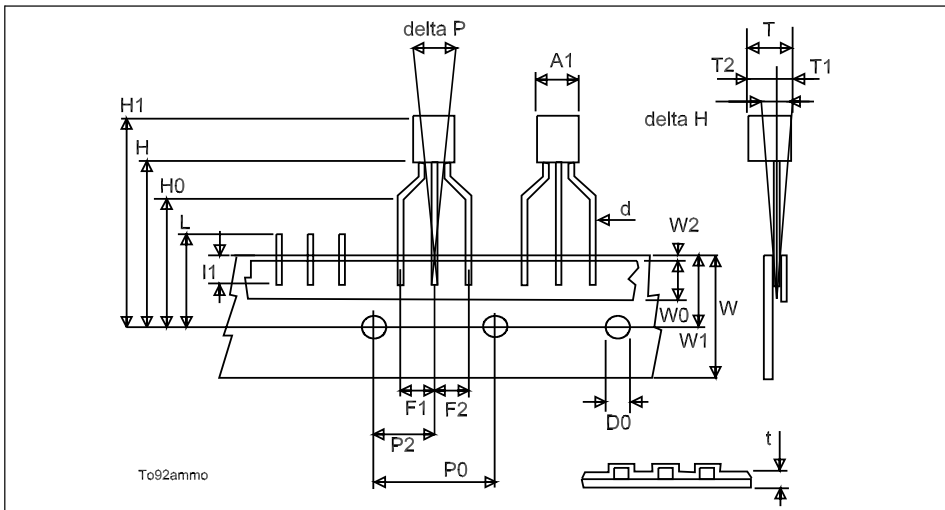 delta P
T
A1
T2
T1
H1
delta H
H
H0
d
L
W2
I1
W0
W
W1
F1
F2
D0
P2
t
P0
To92ammo